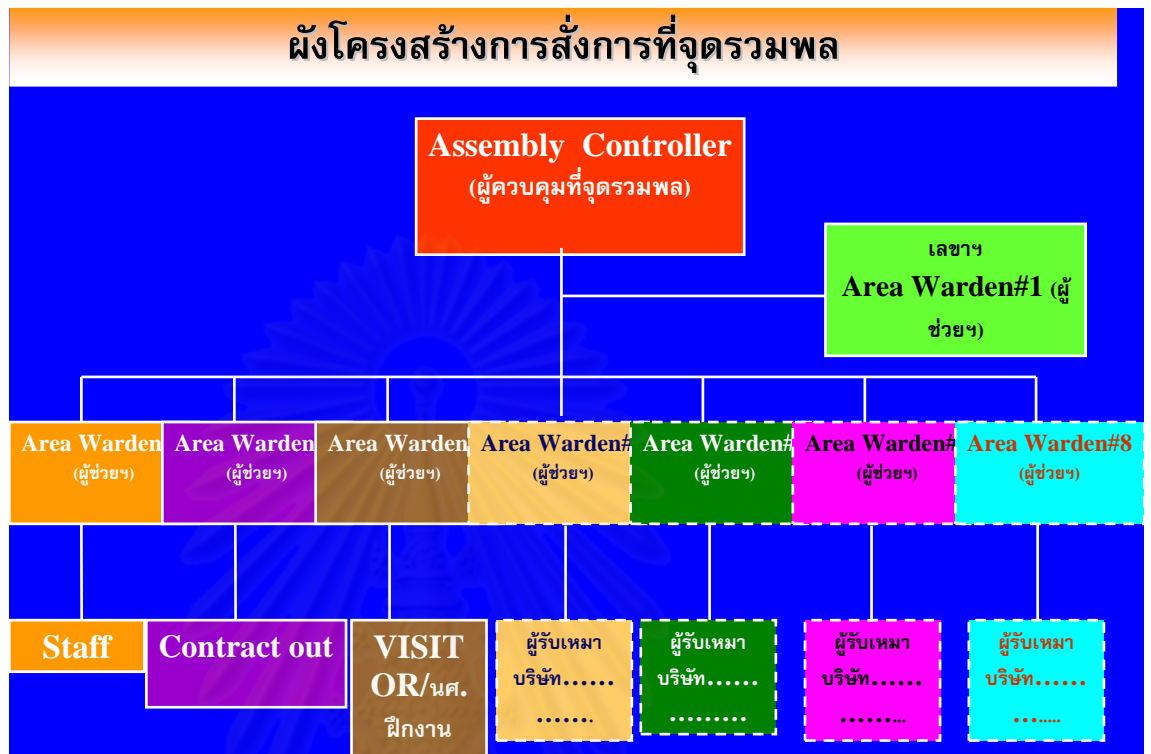 ผังโครงสร้างการสั่งการที่จุดรวมพล
Assembly Controller
(ผู้ควบคุมที่จุดรวมพล)
เลขาฯ
Area Warden#1 (ผู้
ช่วยฯ)
Area Warden
(ผู้ช่วยฯ)
Area Warden
(ผู้ช่วยฯ)
Area Warden
(ผู้ช่วยฯ)
Area Warden#
(ผู้ช่วยฯ)
Area Warden#
(ผู้ช่วยฯ)
Area Warden#
(ผู้ช่วยฯ)
Area Warden#8
(ผู้ช่วยฯ)
Staff
Contract out
VISIT
OR/นศ.
ฝึกงาน
ผู้รับเหมา
บริษัท......
.......
ผู้รับเหมา
บริษัท......
.........
ผู้รับเหมา
บริษัท......
.........
ผู้รับเหมา
บริษัท......
........